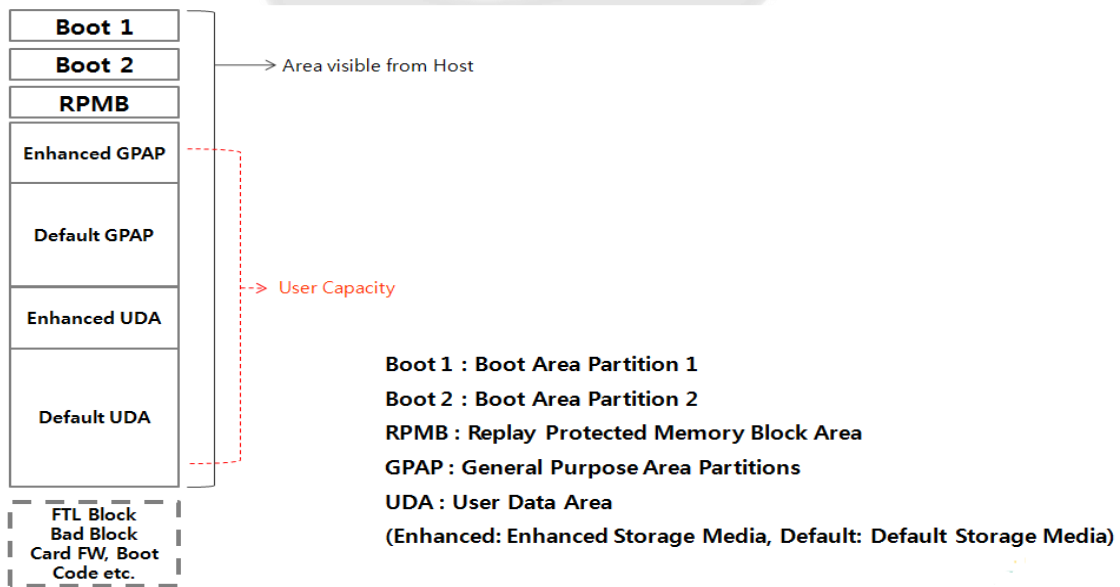 Boot 1
Boot 2
RPMB
Enhanced GPAP
Default GPAP
Enhanced UDA
Default UDA
FTL Block
Bad Block
Card FW, Boot
Code etc.
Area visible from Host
User Capacity
Boot 1 : Boot Area Partition 1
Boot 2 : Boot Area Partition 2
RPMB : Replay Protected Memory Block Area
GPAP : General Purpose Area Partitions
UDA : User Data Area
(Enhanced: Enhanced Storage Media, Default: Default Storage Media)